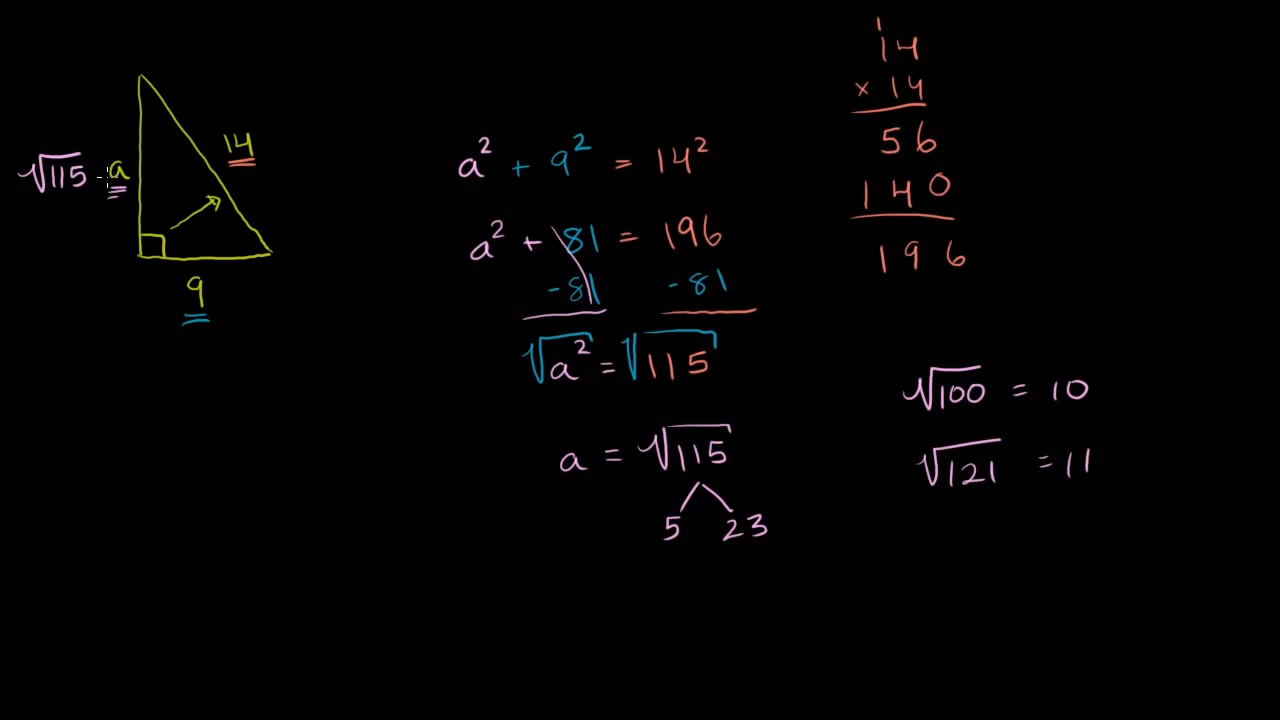 14
√115 = a
9
a² + 9² = 14²
a² + 81 = 196
- 81 - 81
√a² = √115
a = √115
5 23
1
14
x 14
56
140
196
√100 = 10
√121 = 11